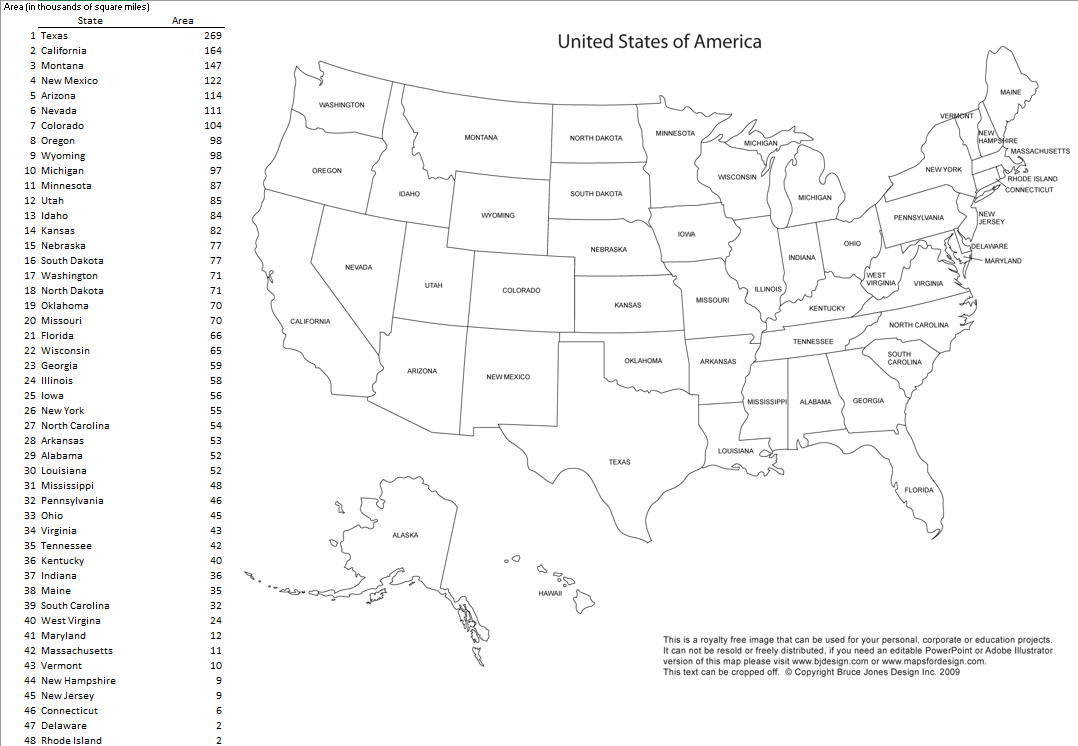 Area (in thousands of square miles)
State Area
1 Texas 269
2 California 164
3 Montana 147
4 New Mexico 122
5 Arizona 114
6 Nevada 111
7 Colorado 104
8 Oregon 98
9 Wyoming 98
10 Michigan 97
11 Minnesota 87
12 Utah 85
13 Idaho 84
14 Kansas 82
15 Nebraska 77
16 South Dakota 77
17 Washington 71
18 North Dakota 71
19 Oklahoma 70
20 Missouri 70
21 Florida 66
22 Wisconsin 65
23 Georgia 59
24 Illinois 58
25 Iowa 56
26 New York 55
27 North Carolina 54
28 Arkansas 53
29 Alabama 52
30 Louisiana 52
31 Mississippi 48
32 Pennsylvania 46
33 Ohio 45
34 Virginia 43
35 Tennessee 42
36 Kentucky 40
37 Indiana 36
38 Maine 35
39 South Carolina 32
40 West Virgina 24
41 Maryland 12
42 Massachusetts 11
43 Vermont 10
44 New Hampshire 9
45 New Jersey 9
46 Connecticut 6
47 Delaware 2
48 Rhode Island 2
United States of America
WASHINGTON
MONTANA
NORTH DAKOTA
MINNESOTA
MICHIGAN
VERMONT
MAINE
NEW
HAMPSHIRE
MASSACHUSETTS
OREGON
IDAHO
WYOMING
SOUTH DAKOTA
WISCONSIN
MICHIGAN
NEW YORK
RHODE ISLAND
CONNECTICUT
NEVADA
UTAH
COLORADO
NEBRASKA
IOWA
ILLINOIS
INDIANA
OHIO
PENNSYLVANIA
NEW
JERSEY
DELAWARE
MARYLAND
WEST
VIRGINIA
VIRGINIA
CALIFORNIA
KANSAS
MISSOURI
KENTUCKY
NORTH CAROLINA
TENNESSEE
SOUTH
CAROLINA
ARIZONA
NEW MEXICO
OKLAHOMA
ARKANSAS
MISSISSIPPI
ALABAMA
GEORGIA
TEXAS
LOUISIANA
FLORIDA
ALASKA
HAWAII
This is a royalty free image that can be used for your personal, corporate or education projects.
It can not be resold or freely distributed, if you need an editable PowerPoint or Adobe Illustrator
version of this map please visit www.bjdesign.com or www.mapsfordesign.com.
This text can be cropped off. © Copyright Bruce Jones Design Inc. 2009